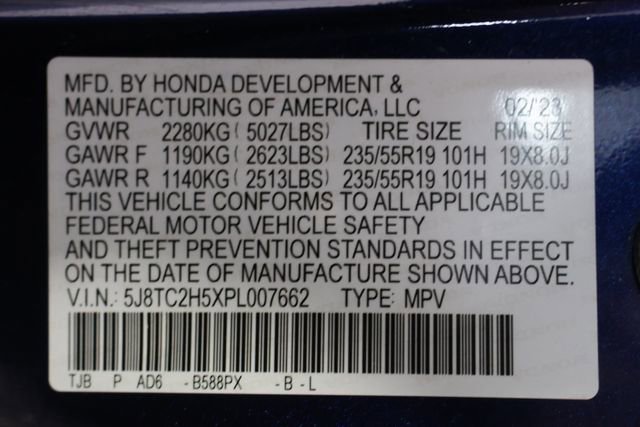 MFD. BY HONDA DEVELOPMENT &
MANUFACTURING OF AMERICA, LLC 02/'23
GVWR 2280KG ( 5027LBS) TIRE SIZE RIM SIZE
GAWR F 1190KG ( 2623LBS) 235/55R19 101H 19X8.0J
GAWR R 1140KG ( 2513LBS) 235/55R19 101H 19X8.0J
THIS VEHICLE CONFORMS TO ALL APPLICABLE
FEDERAL MOTOR VEHICLE SAFETY
AND THEFT PREVENTION STANDARDS IN EFFECT
ON THE DATE OF MANUFACTURE SHOWN ABOVE.
V.I.N.: 5J8TC2H5XPL007662 TYPE: MPV
TJB P AD6 - B588PX - B - L